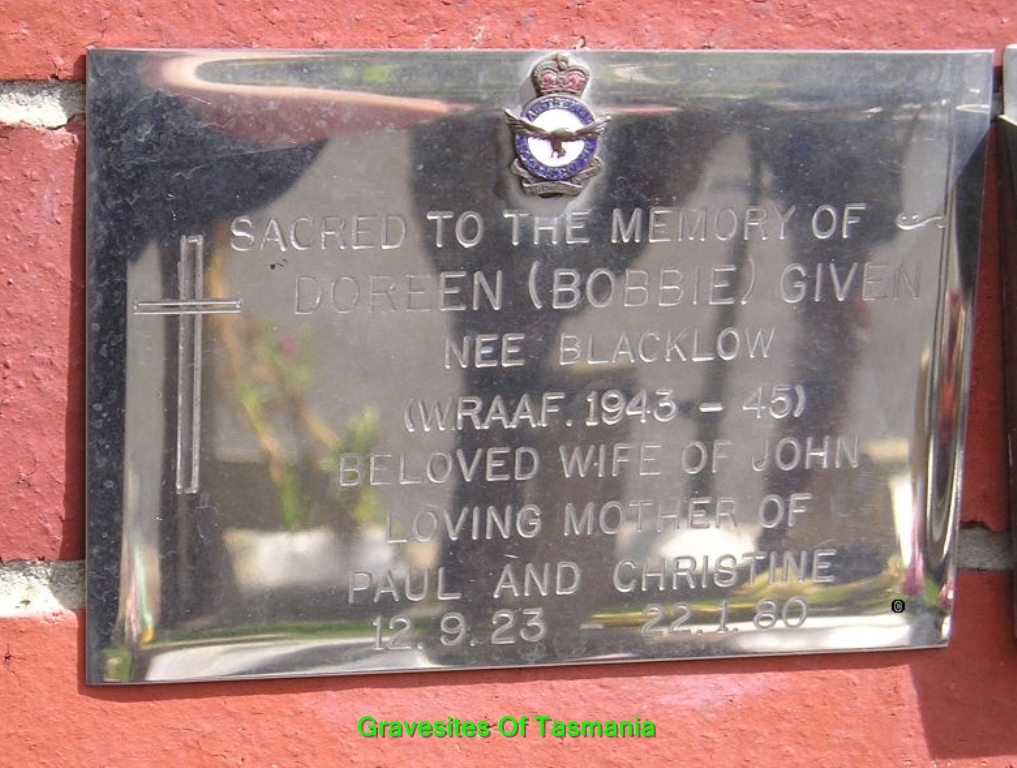 SACRED TO THE MEMORY OF
DOREEN (BOBBIE) GIVEN
NEE BLACKLOW
(W.R.A.A.F. 1943 - 45)
BELOVED WIFE OF JOHN
LOVING MOTHER OF
PAUL AND CHRISTINE
12.9.23 - 22.1.80
©
Gravesites Of Tasmania